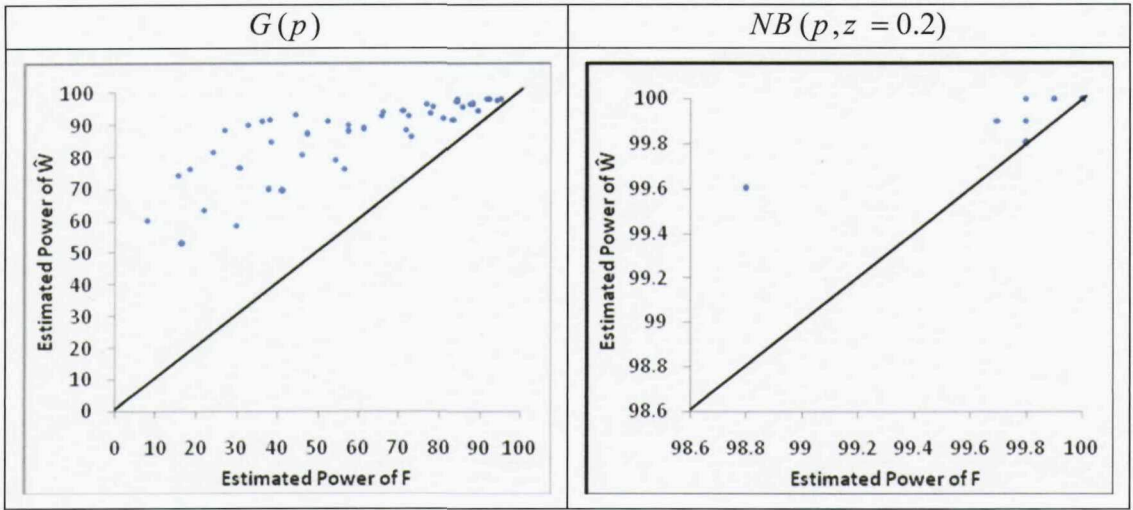 G(p)
NB(p,z = 0.2)
Estimated Power of Ŵ
100
90
80
70
60
50
40
30
20
10
0
0 10 20 30 40 50 60 70 80 90 100
Estimated Power of F
Estimated Power of Ŵ
100
99.8
99.6
99.4
99.2
99
98.8
98.6
98.6 98.8 99 99.2 99.4 99.6 99.8 100
Estimated Power of F